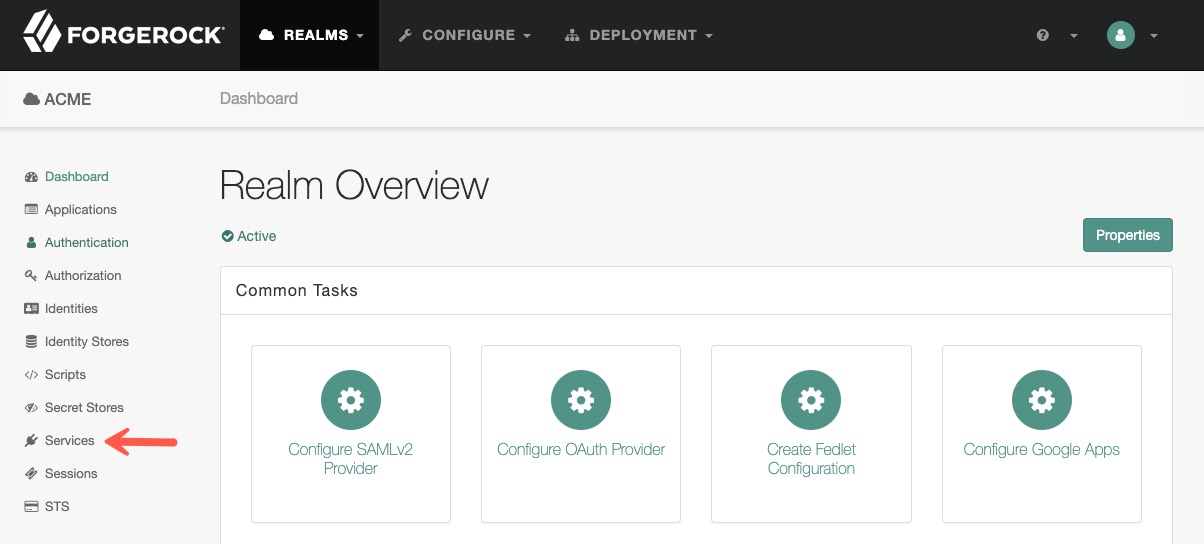 FORGEROCK
REALMS
CONFIGURE
DEPLOYMENT
ACME
Dashboard
Dashboard
Applications
Authentication
Authorization
Identities
Identity Stores
Scripts
Secret Stores
Services
Sessions
STS
Realm Overview
Active
Properties
Common Tasks
Configure SAMLv2
Provider
Configure OAuth Provider
Create Fedlet
Configuration
Configure Google Apps